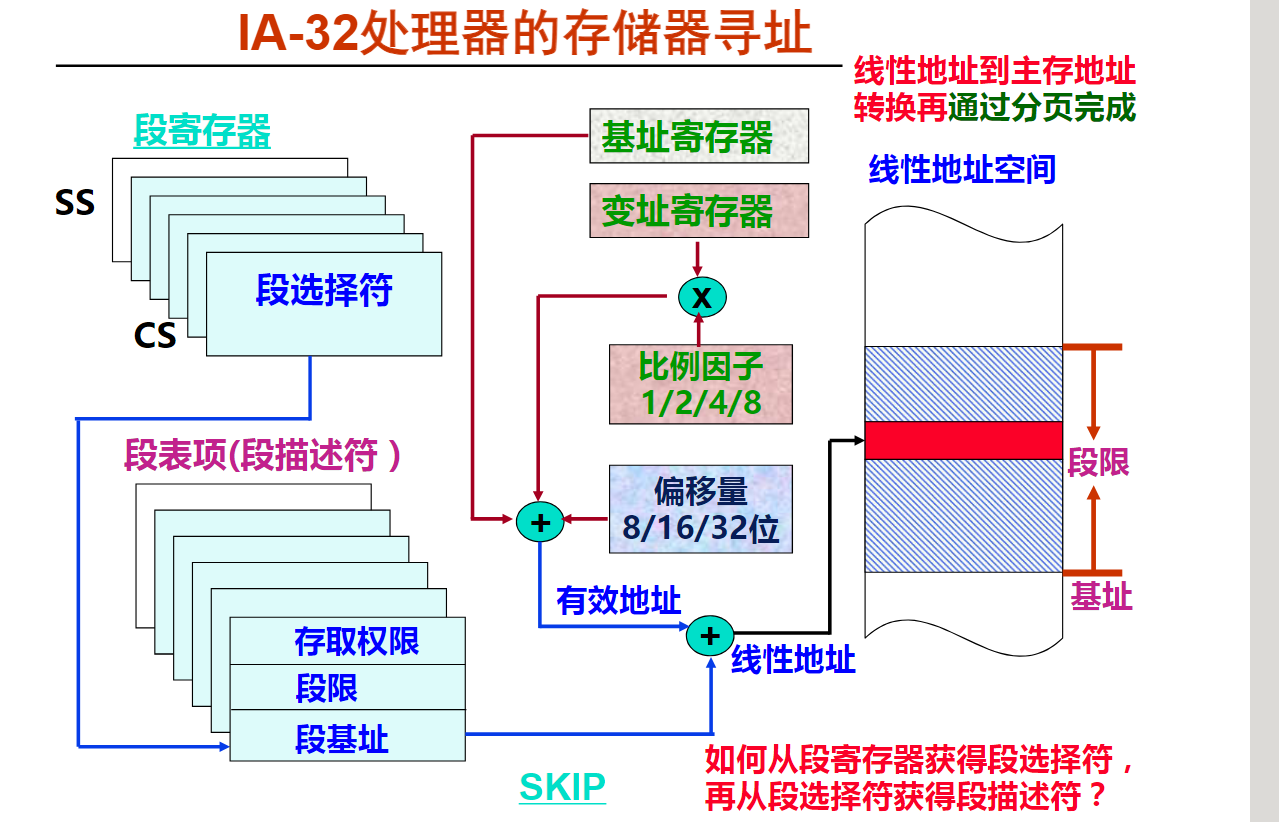 IA-32处理器的存储器寻址
线性地址到主存地址
转换再通过分页完成
段寄存器
基址寄存器
线性地址空间
SS
变址寄存器
段选择符
X
CS
比例因子
1/2/4/8
段表项(段描述符）
段限
偏移量
8/16/32位
+
有效地址
基址
存取权限
+
线性地址
段限
段基址
SKIP
如何从段寄存器获得段选择符，
再从段选择符获得段描述符？